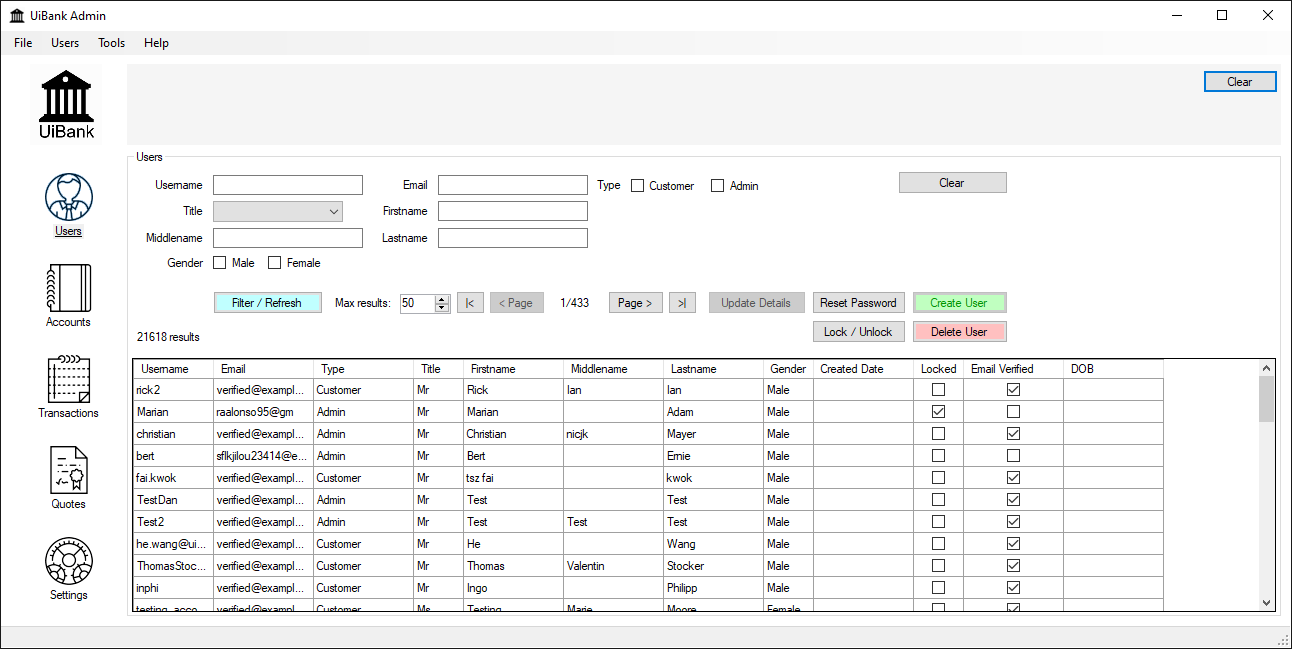 UiBank Admin
File Users Tools Help
UiBank
Clear
Users
Username Email Type Customer Admin Clear
Title Firstname
Middlename Lastname
Gender Male Female
Filter / Refresh Max results: 50 |< < Page 1/433 Page > >| Update Details Reset Password Create User
Lock / Unlock Delete User
21618 results
Users
Accounts
Transactions
Quotes
Settings
Username Email Type Title Firstname Middlename Lastname Gender Created Date Locked Email Verified DOB
rick2 verified@exampl... Customer Mr Rick Ian Ian Male
Marian raalonso95@gm Admin Mr Marian Adam Male
christian verified@exampl... Admin Mr Christian nicjk Mayer Male
bert sflkjilou23414@e... Admin Mr Bert Ernie Male
fai.kwok verified@exampl... Customer Mr tsz fai kwok Male
TestDan verified@exampl... Admin Mr Test Test Male
Test2 verified@exampl... Admin Mr Test Test Test Male
he.wang@ui... verified@exampl... Customer Mr He Wang Male
ThomasStoc... verified@exampl... Customer Mr Thomas Valentin Stocker Male
inphi verified@exampl... Customer Mr Ingo Philipp Male
testing_acco... verified@exampl... Customer Ms Testing Marie Moore Female